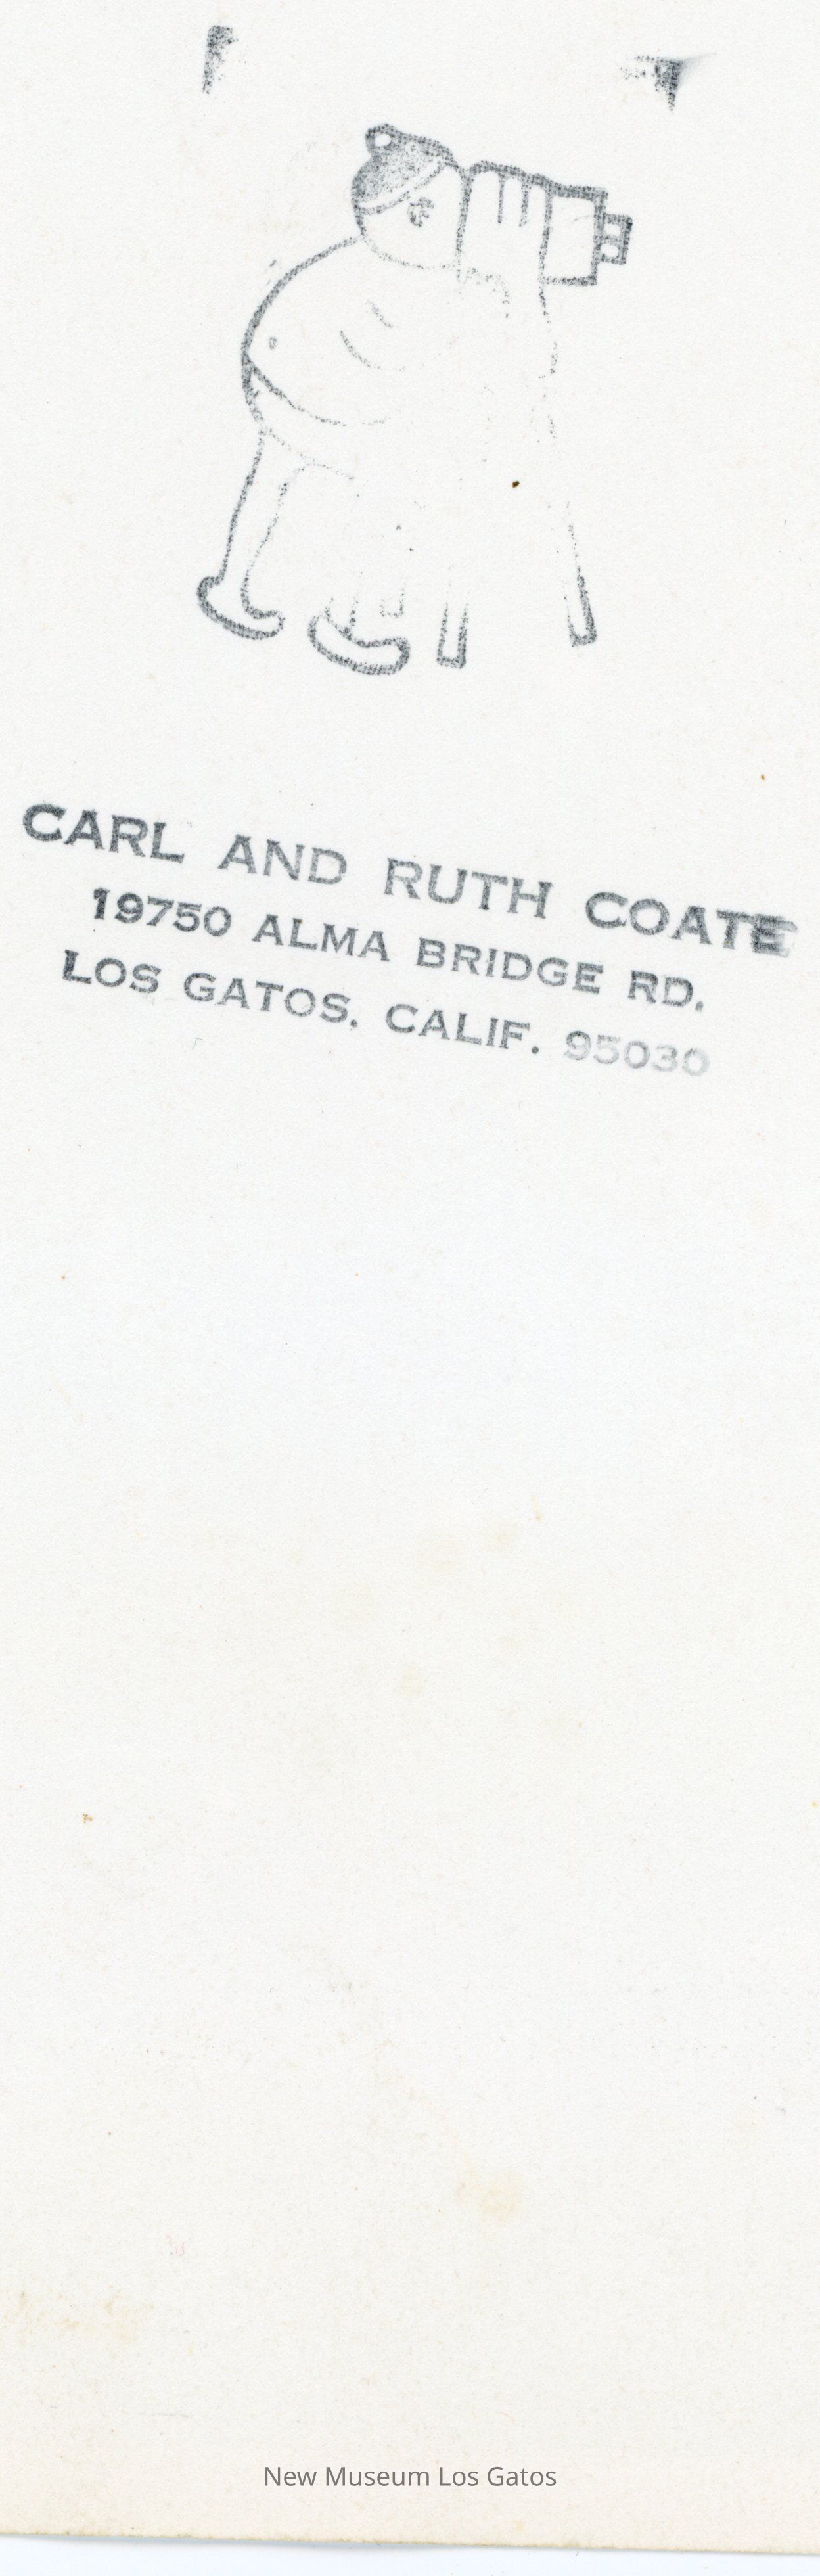 CARL AND RUTH COATE
19750 ALMA BRIDGE RD.
LOS GATOS, CALIF. 95030
New Museum Los Gatos